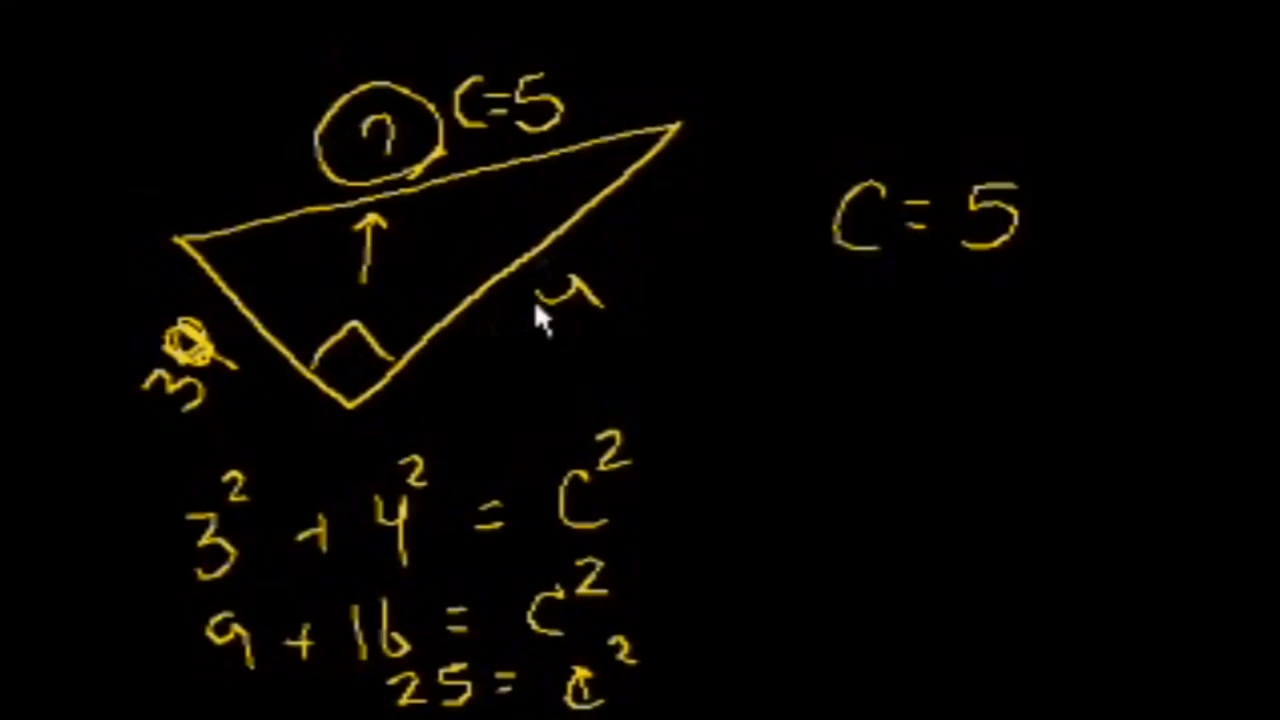 ? C=5
C = 5
4
3
3² + 4² = C²
9 + 16 = C²
25 = C²